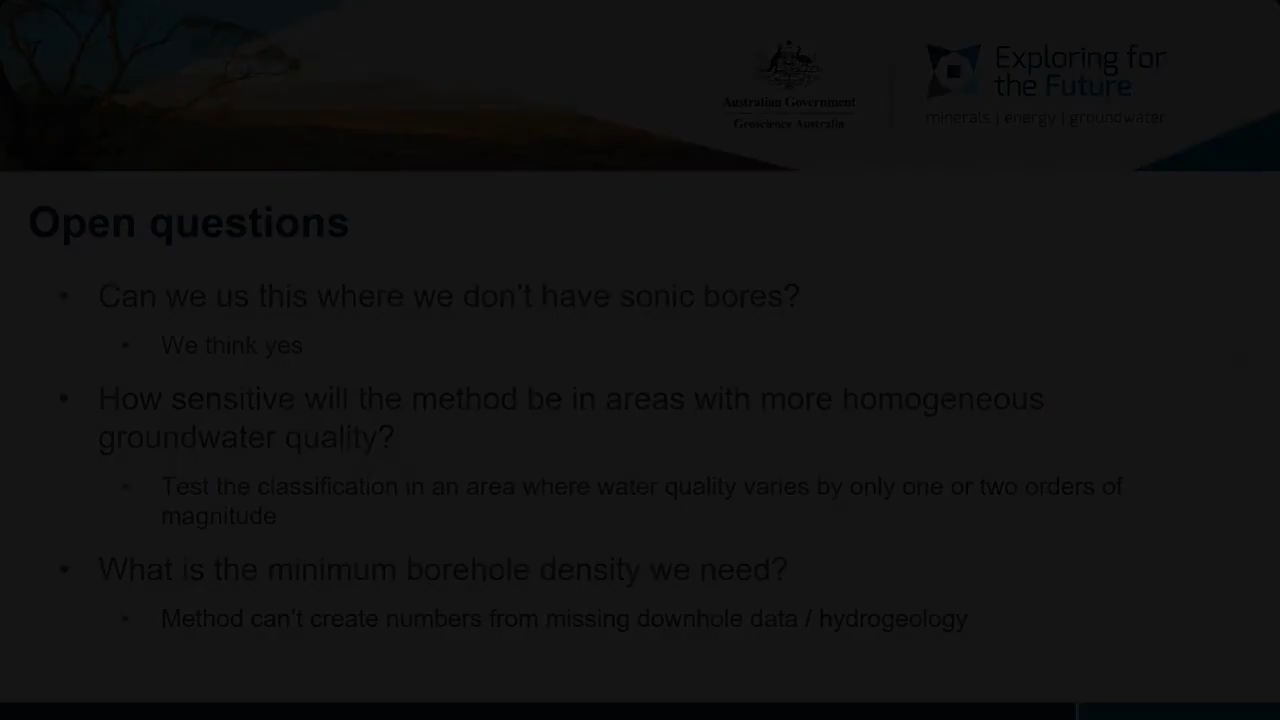 Australian Government
Geoscience Australia
Exploring for
the Future
minerals | energy | groundwater
Open questions
• Can we us this where we don't have sonic bores?
• We think yes
• How sensitive will the method be in areas with more homogeneous
groundwater quality?
• Test the classification in an area where water quality varies by only one or two orders of
magnitude
• What is the minimum borehole density we need?
• Method can't create numbers from missing downhole data / hydrogeology